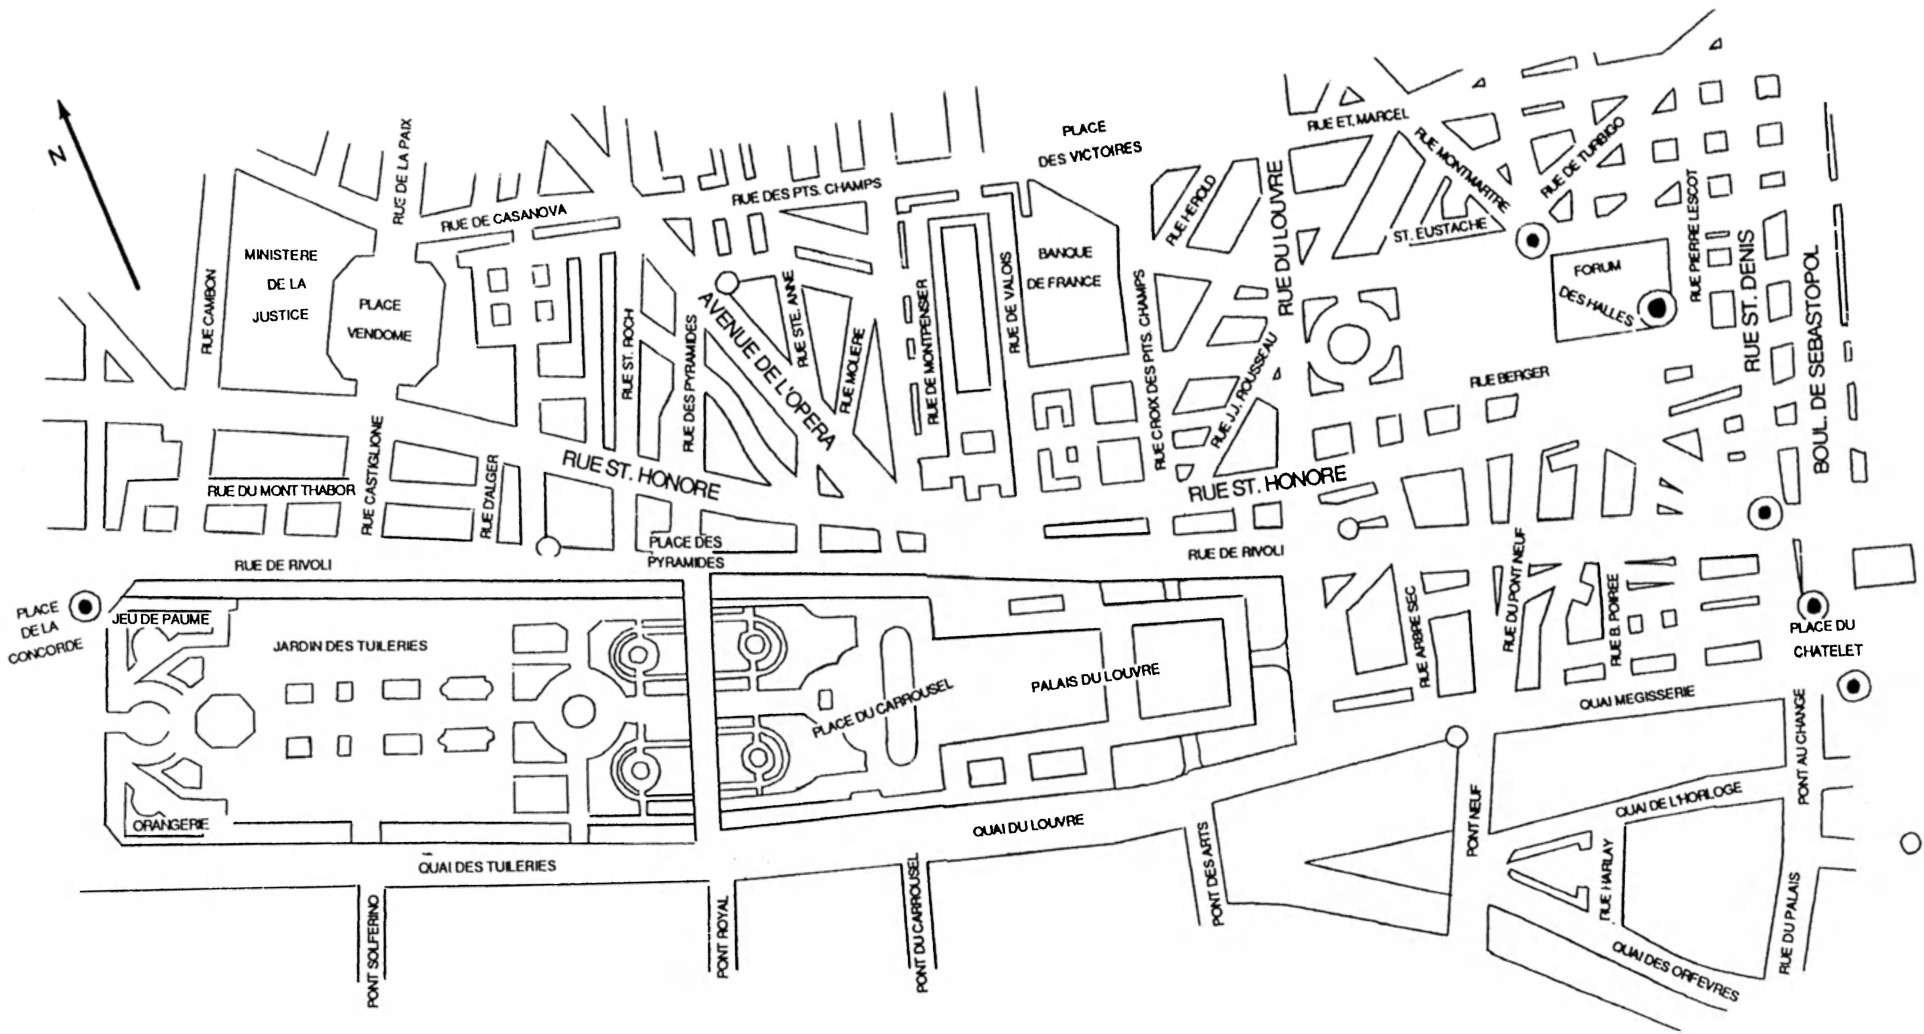 N
RUE DE LA PAIX
RUE DE CASANOVA
RUE DES PTS. CHAMPS
PLACE
DES VICTOIRES
RUE ET. MARCEL
RUE MONTMARTRE
RUE DE TURBIGO
RUE HEROLD
RUE DU LOUVRE
ST. EUSTACHE
RUE PIERRE LESCOT
RUE ST. DENIS
BOUL. DE SEBASTOPOL
MINISTERE
DE LA
JUSTICE
RUE CAMBON
PLACE
VENDOME
BANQUE
DE FRANCE
FORUM
DES HALLES
RUE ST. ROCH
RUE DES PYRAMIDES
AVENUE DE L'OPERA
RUE STE. ANNE
RUE MOLIERE
RUE DE MONTPENSIER
RUE DE VALOIS
RUE CROIX DES PTS. CHAMPS
RUE J.J. ROUSSEAU
RUE BERGER
RUE CASTIGLIONE
RUE D'ALGER
RUE ST. HONORE
RUE ST. HONORE
RUE DU MONT THABOR
PLACE DES
PYRAMIDES
RUE DE RIVOLI
RUE DE RIVOLI
PLACE
DE LA
CONCORDE
JEU DE PAUME
JARDIN DES TUILERIES
PLACE DU CARROUSEL
PALAIS DU LOUVRE
RUE ARBRE SEC
RUE DU PONT NEUF
RUE B. POIREE
PLACE DU
CHATELET
QUAI MEGISSERIE
PONT AU CHANGE
ORANGERIE
QUAI DES TUILERIES
QUAI DU LOUVRE
PONT SOLFERINO
PONT ROYAL
PONT DU CARROUSEL
PONT DES ARTS
PONT NEUF
QUAI DE L'HORLOGE
RUE HARLAY
QUAI DES ORFEVRES
RUE DU PALAIS